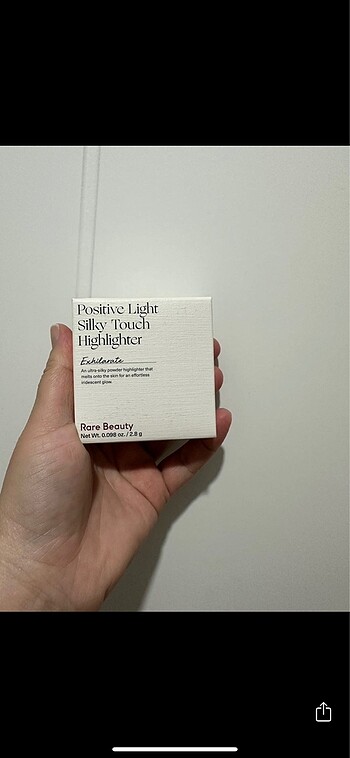 Positive Light
Silky Touch
Highlighter
Exhilarate
An ultra-silky powder highlighter that
melts onto the skin for an effortless
iridescent glow.
Rare Beauty
Net Wt. 0.098 oz. / 2.8 g